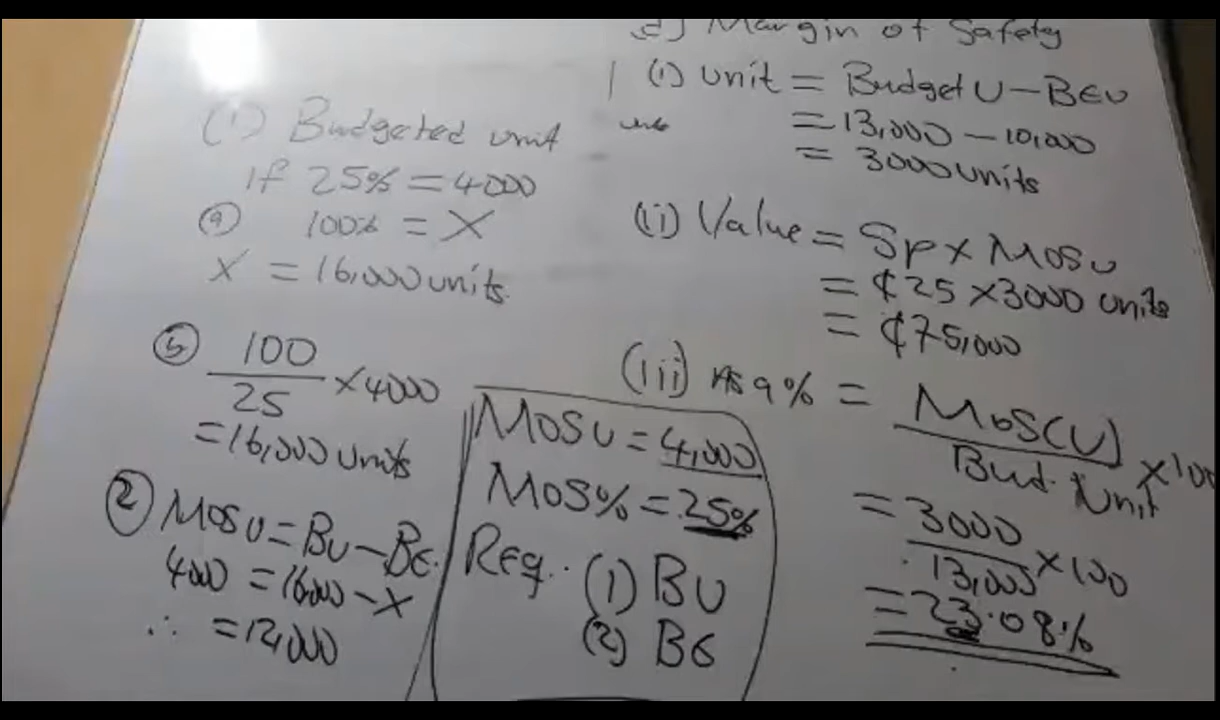 d) Margin of Safety
(i) unit = Budget U - BEU
= 13,000 - 10,000
= 3000 units
(ii) Value = Sp x MOSU
= ¢25 x 3000 units
= ¢75,000
(iii) As a % = MOS(U) / Bud. Unit x 100
= 3000 / 13,000 x 100
= 23.08%
(1) Budgeted unit
If 25% = 4000
(a) 100% = X
X = 16,000 units
(b) 100 / 25 x 4000
= 16,000 units
(2) MOSU = BU - BE
4000 = 16000 - X
∴ = 12,000
MOSU = 4,000
MOS% = 25%
Req. (1) BU
(2) BE